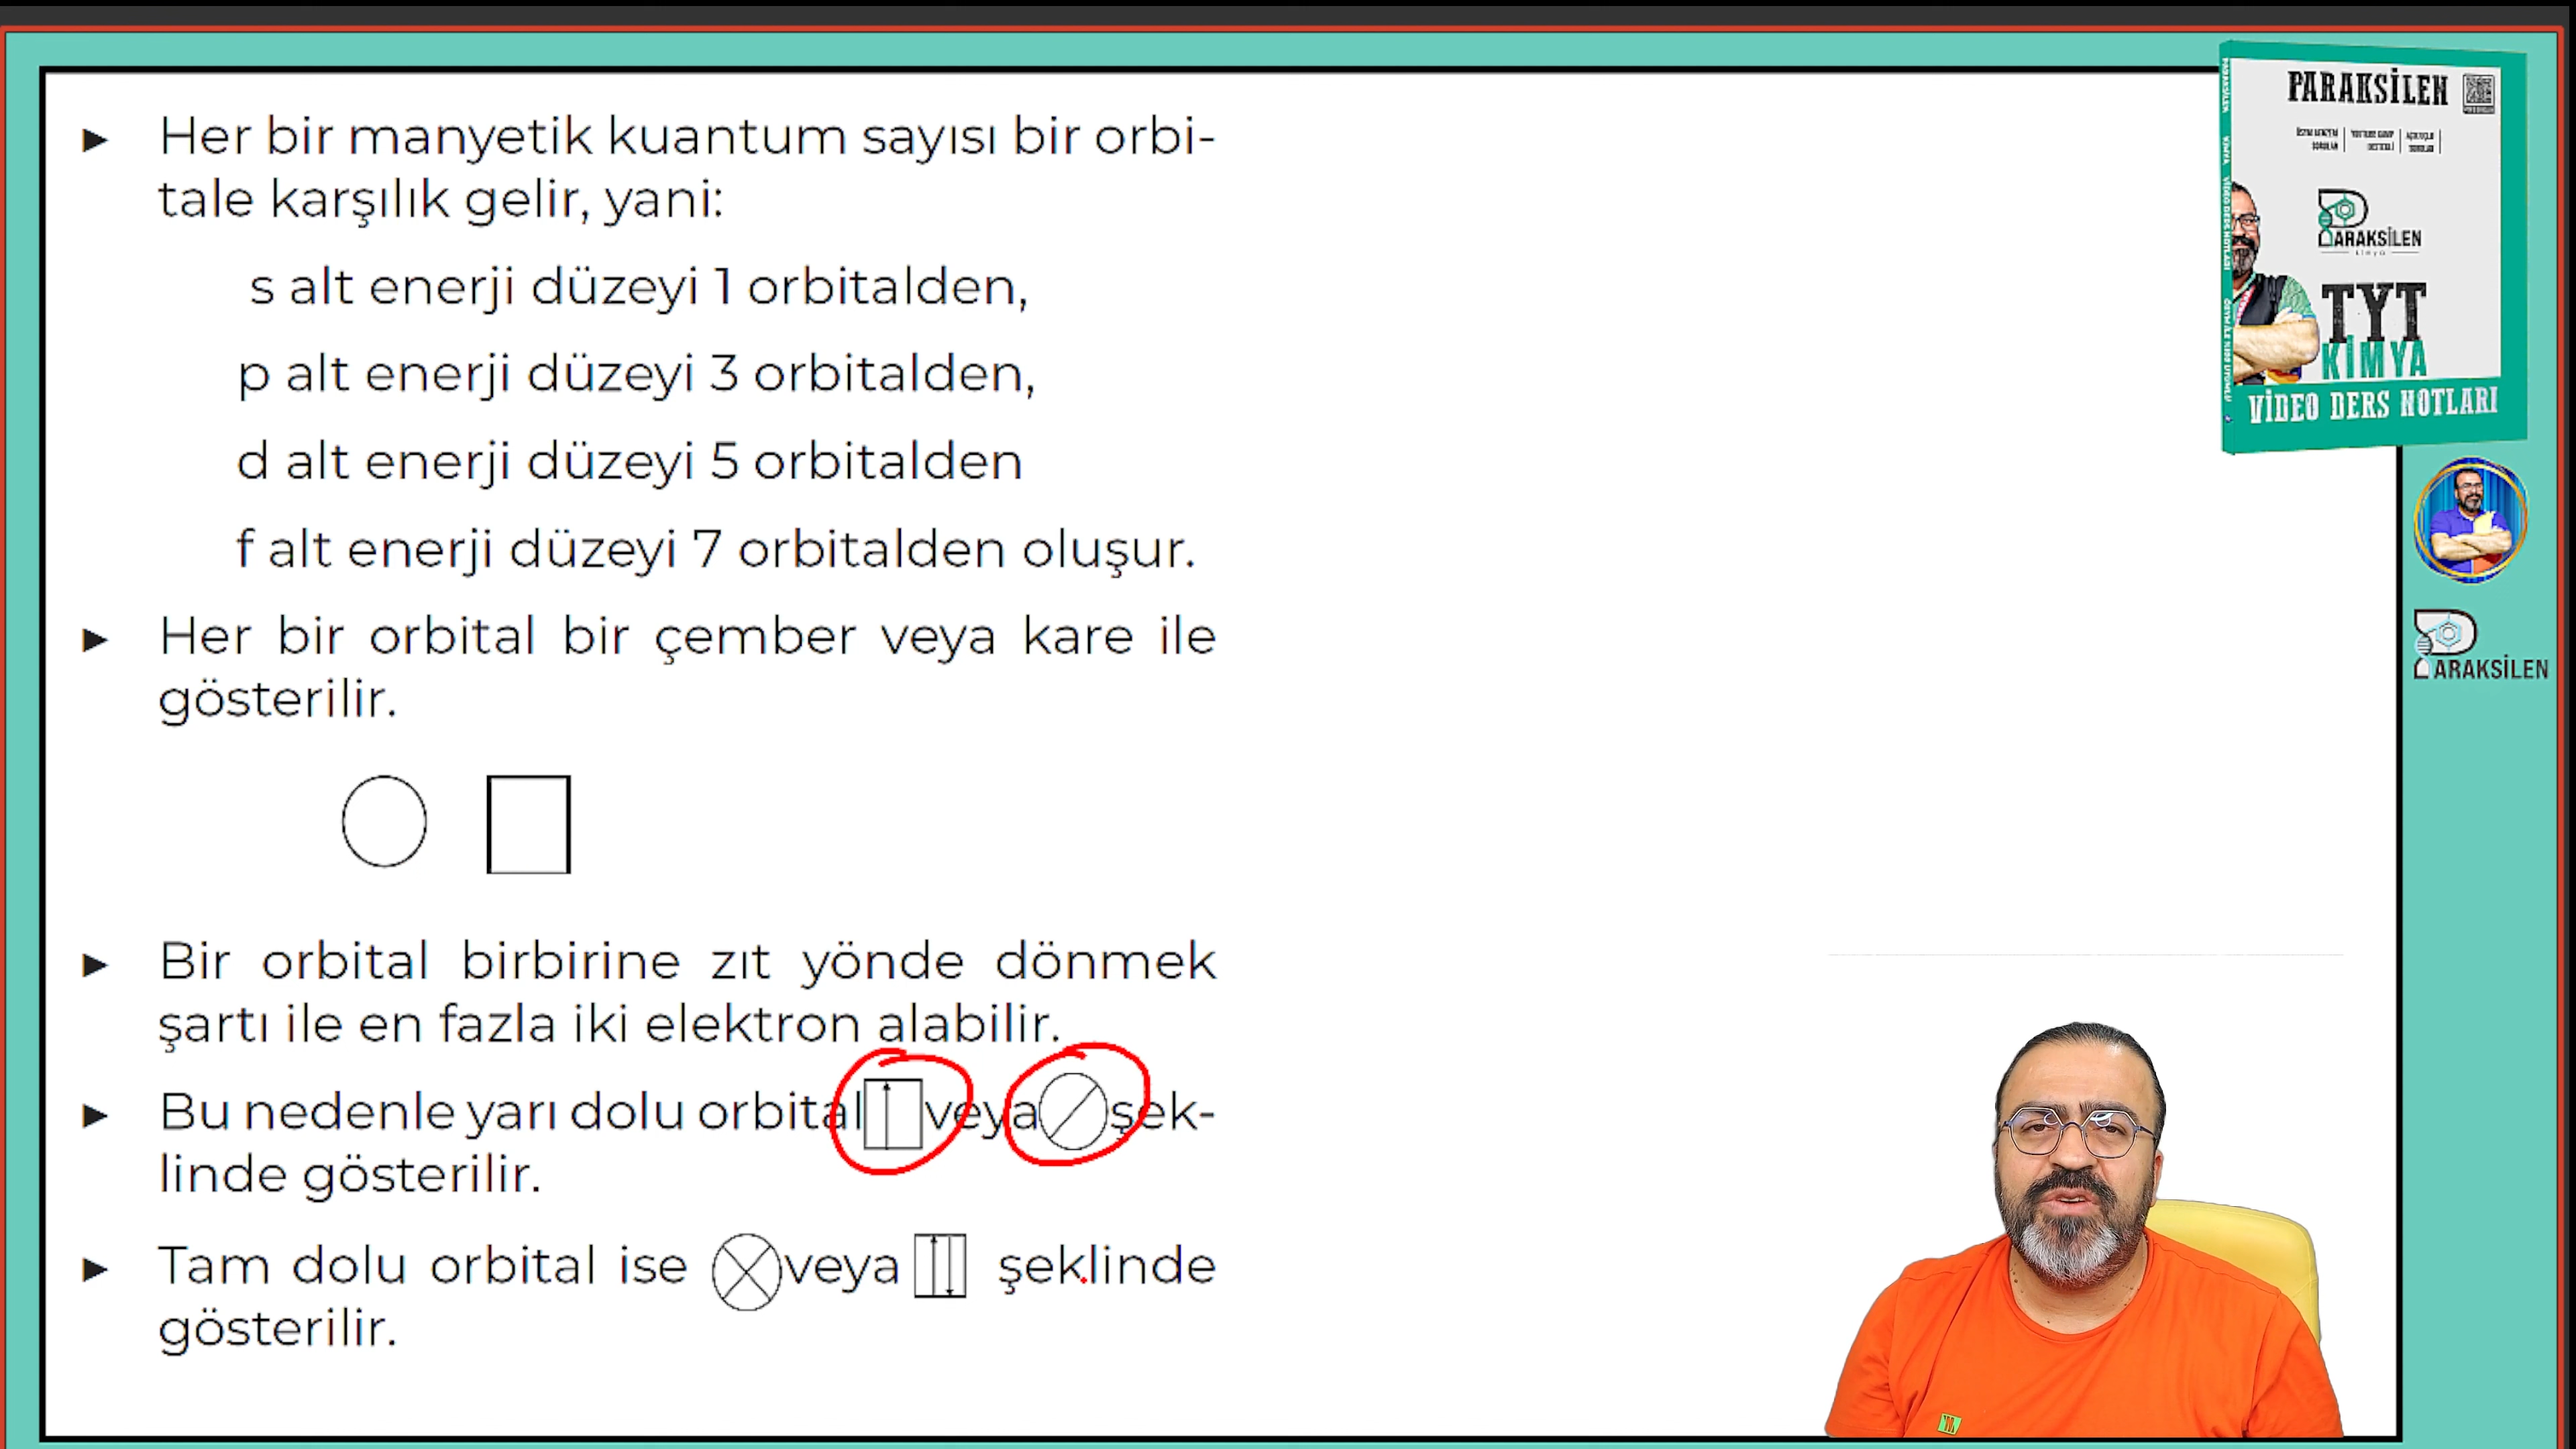 ► Her bir manyetik kuantum sayısı bir orbi-
tale karşılık gelir, yani:
s alt enerji düzeyi 1 orbitalden,
p alt enerji düzeyi 3 orbitalden,
d alt enerji düzeyi 5 orbitalden
f alt enerji düzeyi 7 orbitalden oluşur.
► Her bir orbital bir çember veya kare ile
gösterilir.
► Bir orbital birbirine zıt yönde dönmek
şartı ile en fazla iki elektron alabilir.
► Bu nedenle yarı dolu orbital veya şek-
linde gösterilir.
► Tam dolu orbital ise veya şeklinde
gösterilir.
PARAKSİLEN
PARAKSİLEN
kimya
TYT
KİMYA
VİDEO DERS NOTLARI
PARAKSİLEN